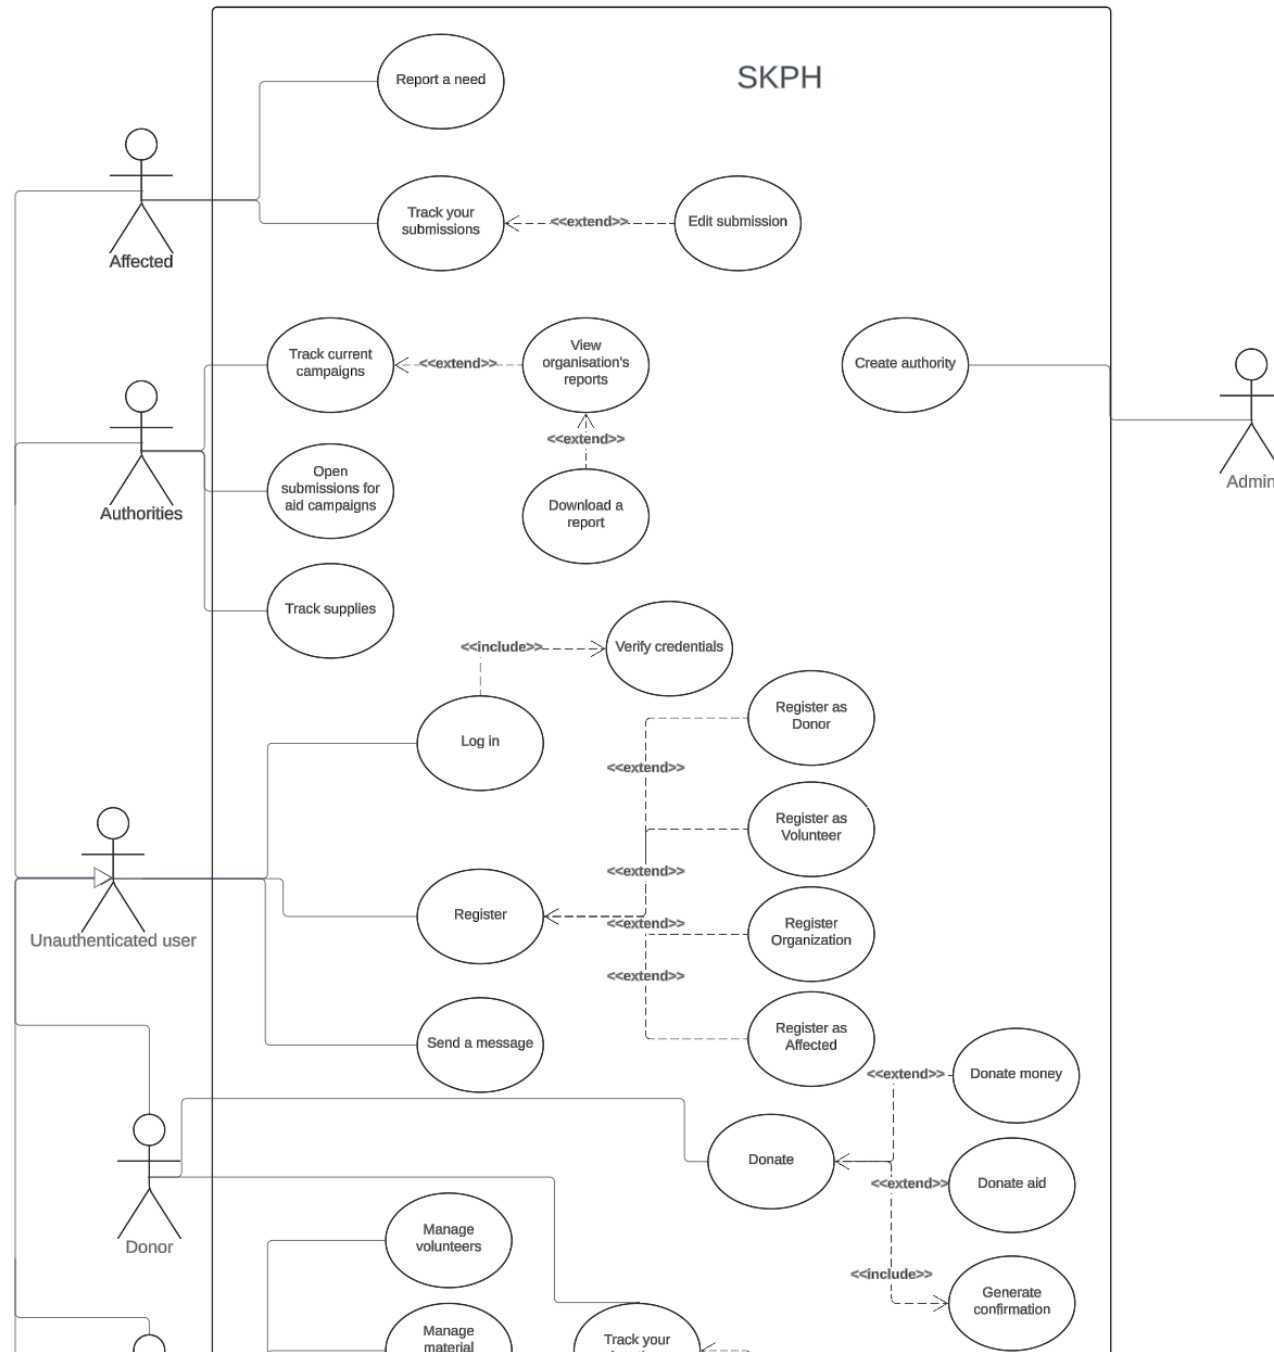 SKPH
Report a need
Track your
submissions
<<extend>>
Edit submission
Affected
Track current
campaigns
<<extend>>
View
organisation's
reports
Create authority
<<extend>>
Open
submissions for
aid campaigns
Download a
report
Authorities
Admin
Track supplies
<<include>>
Verify credentials
Register as
Donor
Log in
<<extend>>
Register as
Volunteer
<<extend>>
Register
<<extend>>
Register
Organization
Unauthenticated user
<<extend>>
Register as
Affected
Send a message
<<extend>>
Donate money
Donate
<<extend>>
Donate aid
Donor
Manage
volunteers
<<include>>
Generate
confirmation
Manage
material
Track your